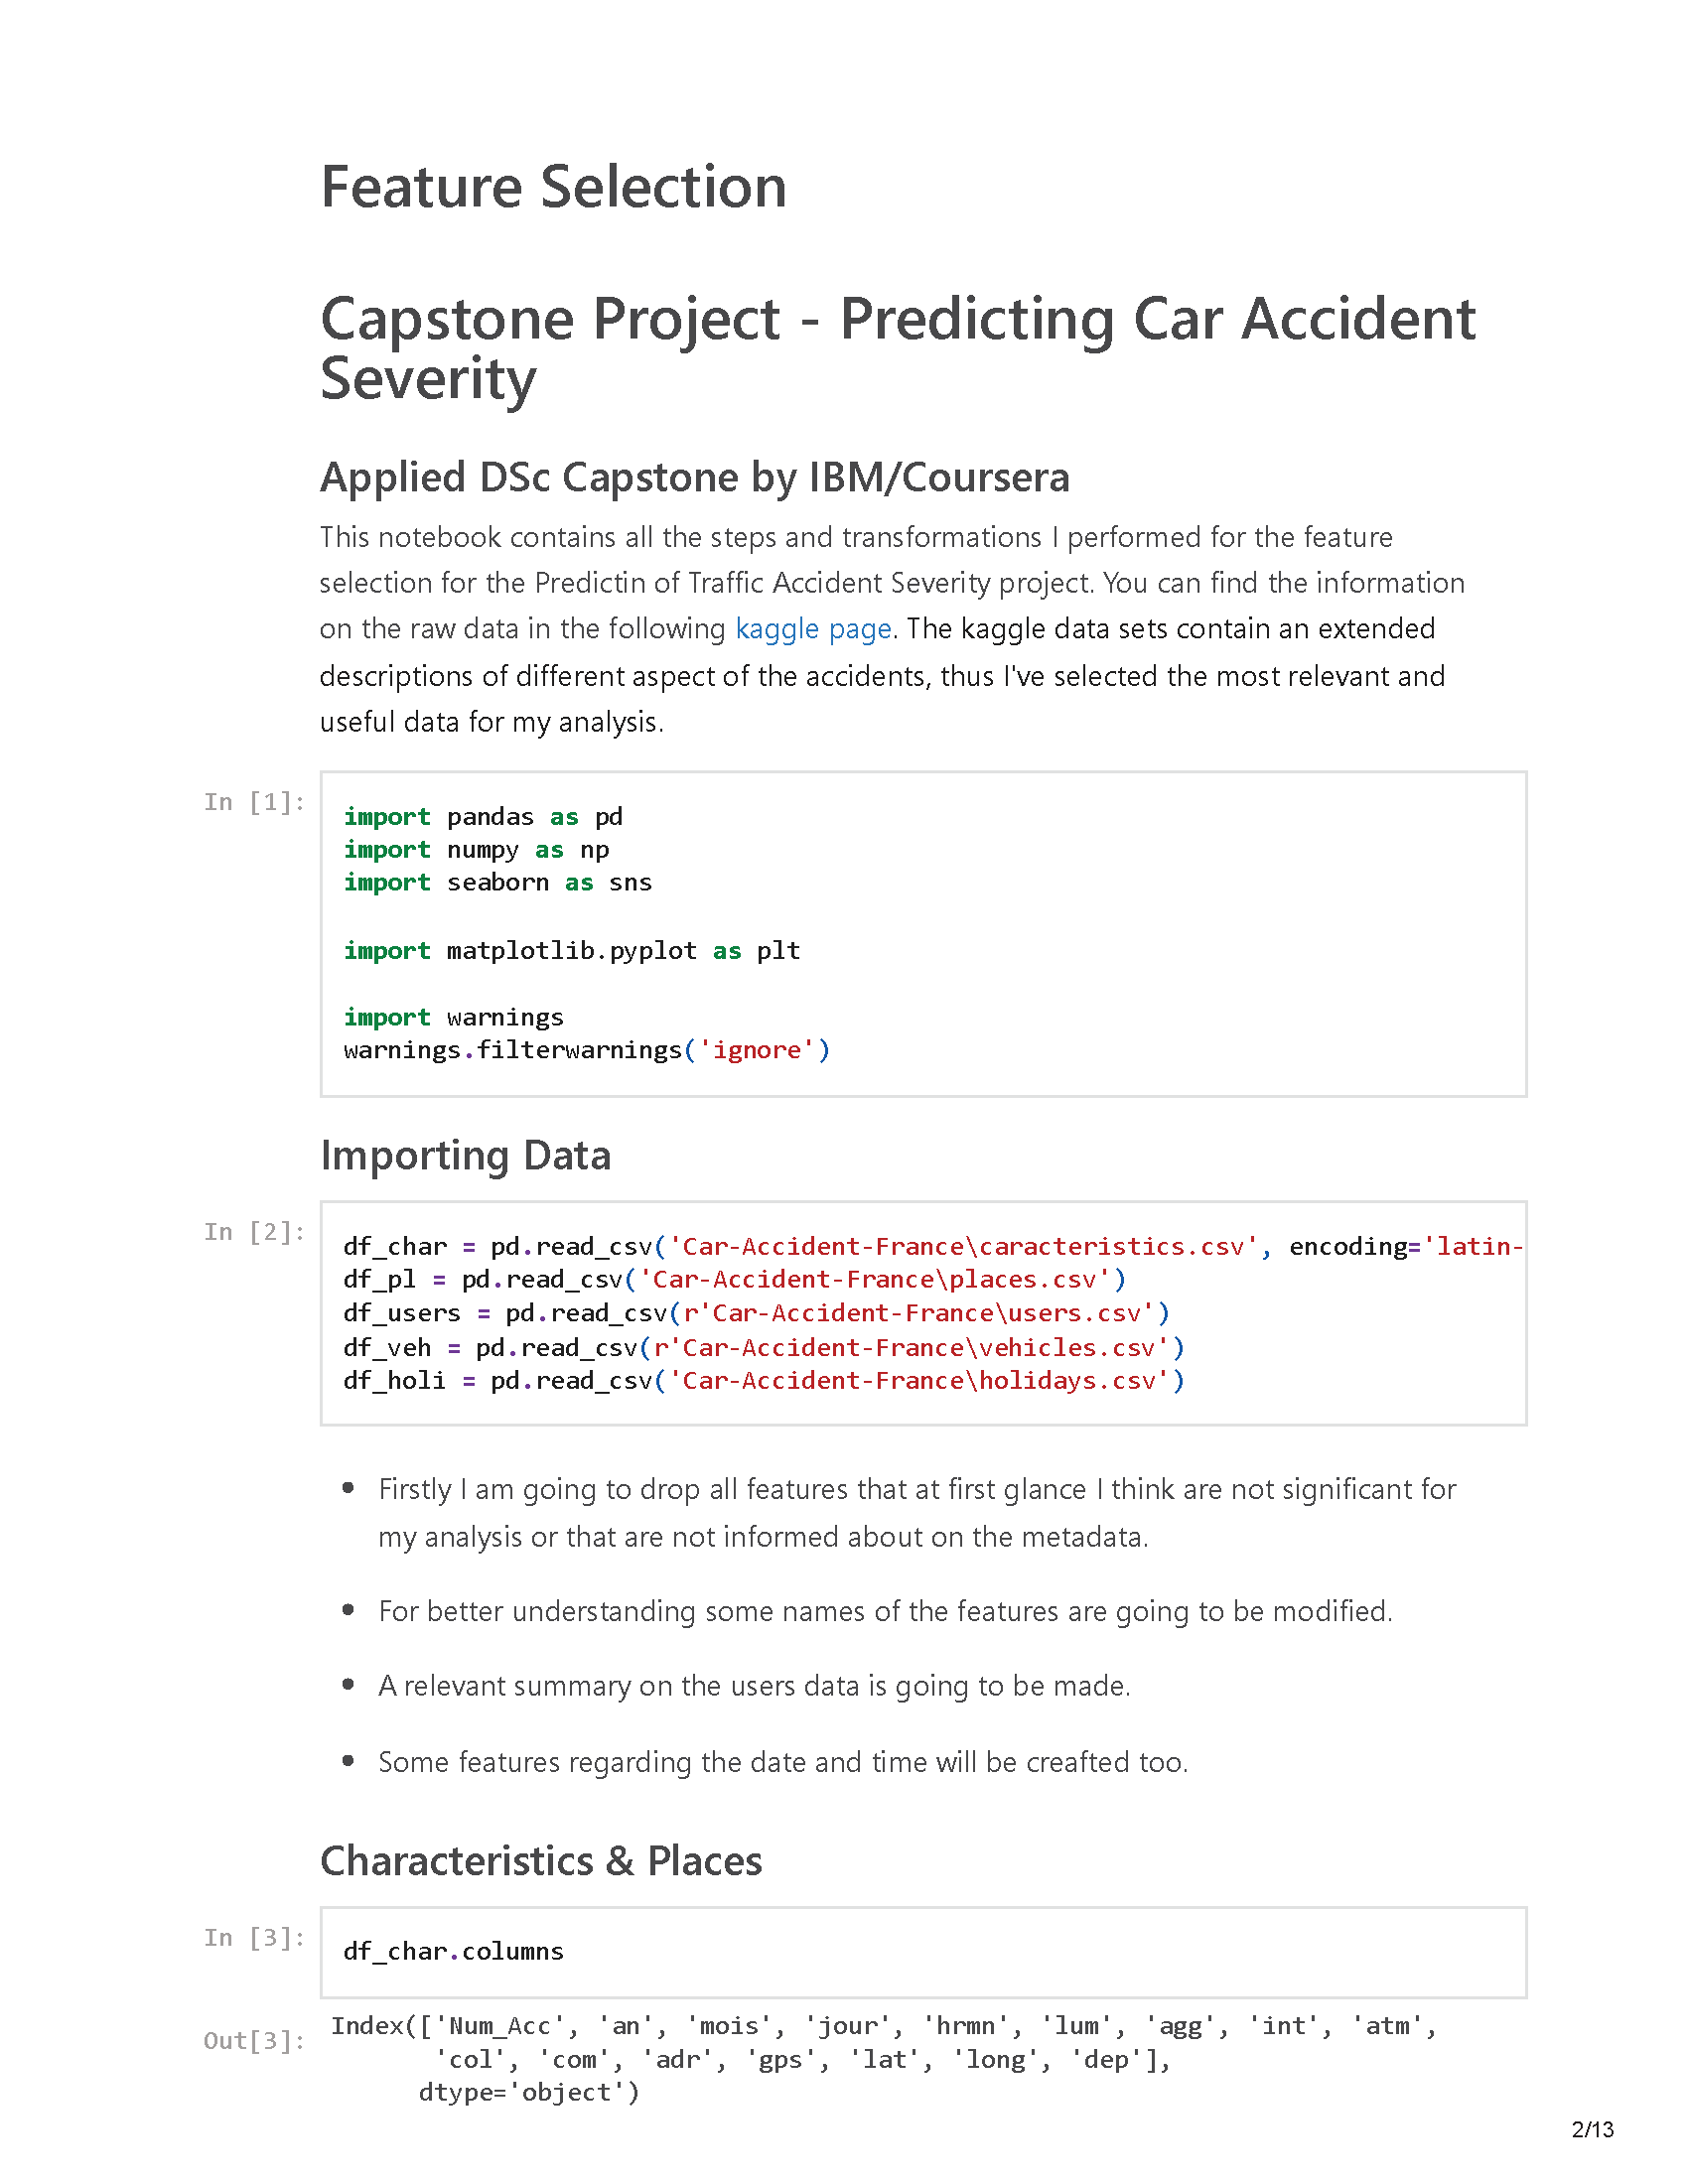 Feature Selection
Capstone Project - Predicting Car Accident
Severity
Applied DSc Capstone by IBM/Coursera
This notebook contains all the steps and transformations I performed for the feature
selection for the Predictin of Traffic Accident Severity project. You can find the information
on the raw data in the following kaggle page. The kaggle data sets contain an extended
descriptions of different aspect of the accidents, thus I've selected the most relevant and
useful data for my analysis.
In [1]:
import pandas as pd
import numpy as np
import seaborn as sns
import matplotlib.pyplot as plt
import warnings
warnings.filterwarnings('ignore')
Importing Data
In [2]:
df_char = pd.read_csv('Car-Accident-France\caracteristics.csv', encoding='latin-
df_pl = pd.read_csv('Car-Accident-France\places.csv')
df_users = pd.read_csv(r'Car-Accident-France\users.csv')
df_veh = pd.read_csv(r'Car-Accident-France\vehicles.csv')
df_holi = pd.read_csv('Car-Accident-France\holidays.csv')
• Firstly I am going to drop all features that at first glance I think are not significant for
my analysis or that are not informed about on the metadata.
• For better understanding some names of the features are going to be modified.
• A relevant summary on the users data is going to be made.
• Some features regarding the date and time will be creafted too.
Characteristics & Places
In [3]:
df_char.columns
Out[3]:
Index(['Num_Acc', 'an', 'mois', 'jour', 'hrmn', 'lum', 'agg', 'int', 'atm',
'col', 'com', 'adr', 'gps', 'lat', 'long', 'dep'],
dtype='object')
2/13